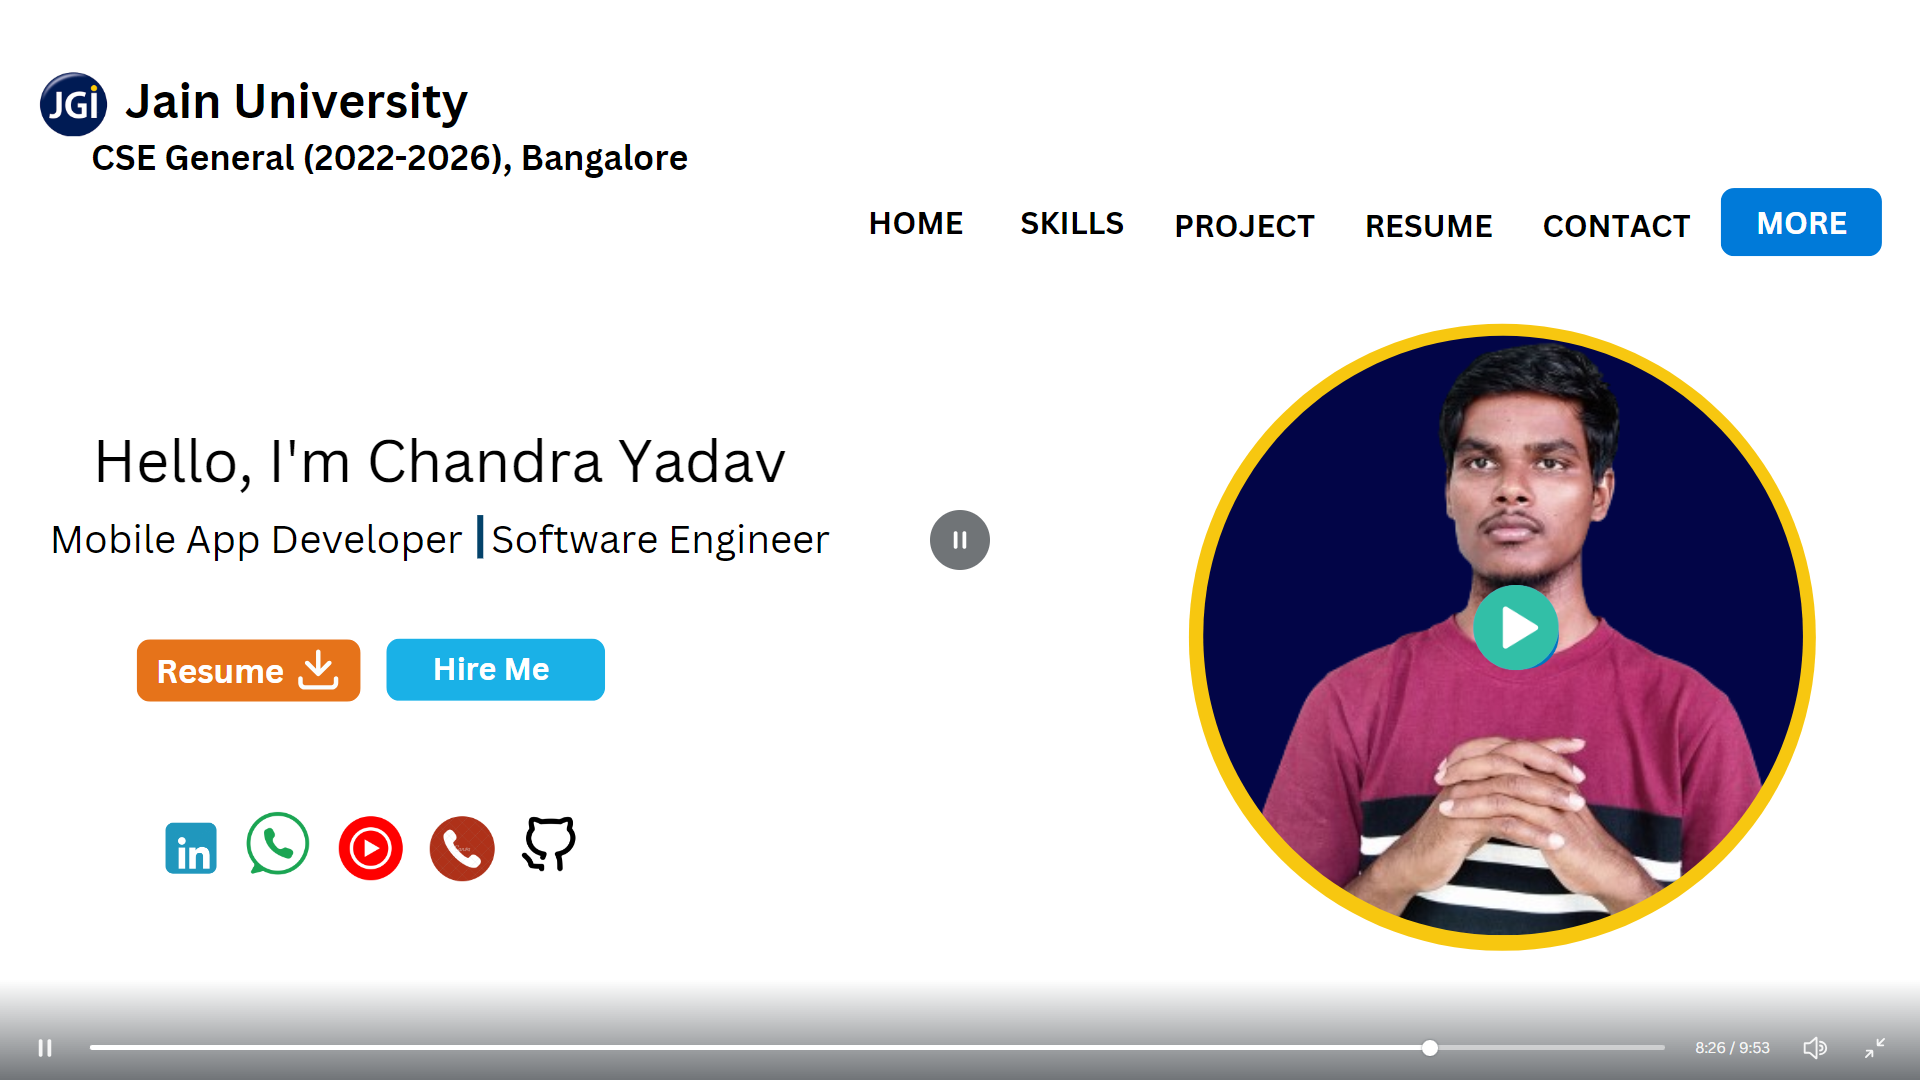 JGi Jain University
CSE General (2022-2026), Bangalore
HOME SKILLS PROJECT RESUME CONTACT MORE
Hello, I'm Chandra Yadav
Mobile App Developer | Software Engineer
Resume Hire Me
in
8:26 / 9:53